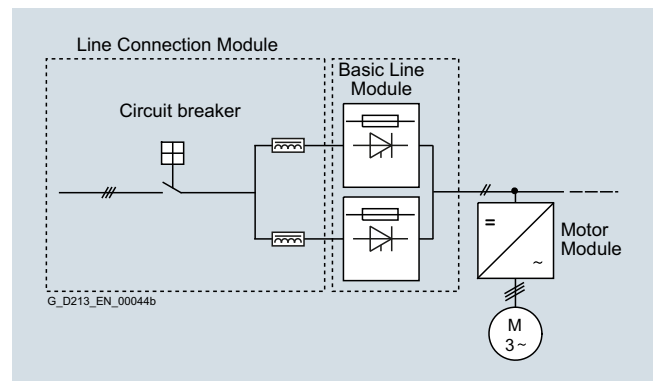 Line Connection Module
Basic Line
Module
Circuit breaker
=
~
Motor
Module
G_D213_EN_00044b
M
3~